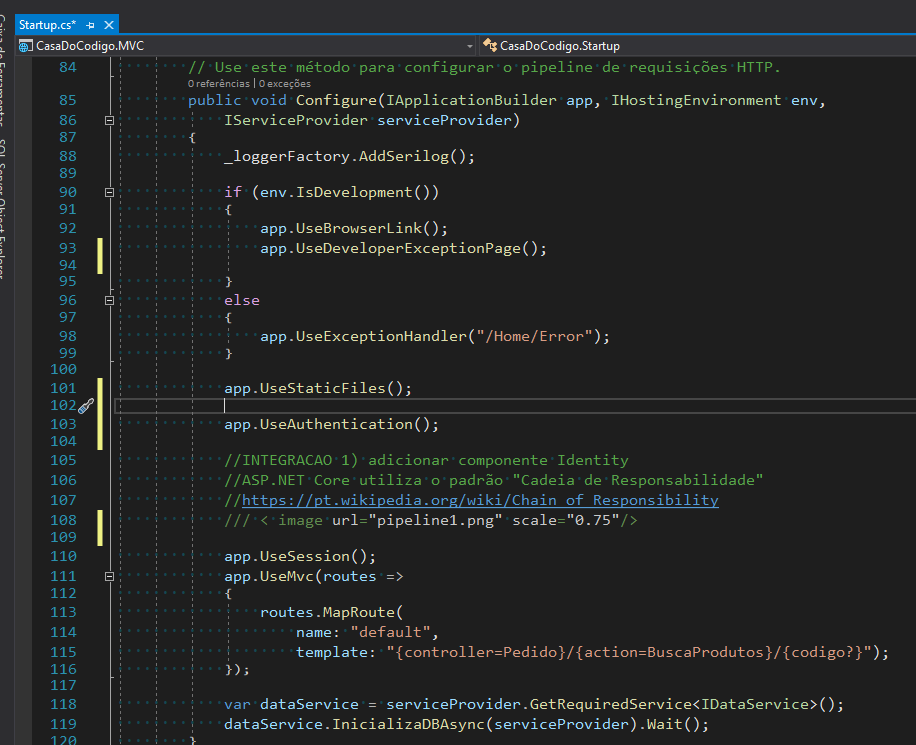 Startup.cs*
CasaDoCodigo.MVC
CasaDoCodigo.Startup
Caixa de Ferramentas
SQL Server Object Explorer
84 // Use este método para configurar o pipeline de requisições HTTP.
0 referências | 0 exceções
85 public void Configure(IApplicationBuilder app, IHostingEnvironment env,
86 IServiceProvider serviceProvider)
87 {
88 _loggerFactory.AddSerilog();
89
90 if (env.IsDevelopment())
91 {
92 app.UseBrowserLink();
93 app.UseDeveloperExceptionPage();
94
95 }
96 else
97 {
98 app.UseExceptionHandler("/Home/Error");
99 }
100
101 app.UseStaticFiles();
102
103 app.UseAuthentication();
104
105 //INTEGRACAO 1) adicionar componente Identity
106 //ASP.NET Core utiliza o padrão "Cadeia de Responsabilidade"
107 //https://pt.wikipedia.org/wiki/Chain_of_Responsibility
108 /// < image url="pipeline1.png" scale="0.75"/>
109
110 app.UseSession();
111 app.UseMvc(routes =>
112 {
113 routes.MapRoute(
114 name: "default",
115 template: "{controller=Pedido}/{action=BuscaProdutos}/{codigo?}");
116 });
117
118 var dataService = serviceProvider.GetRequiredService<IDataService>();
119 dataService.InicializaDBAsync(serviceProvider).Wait();
120 }